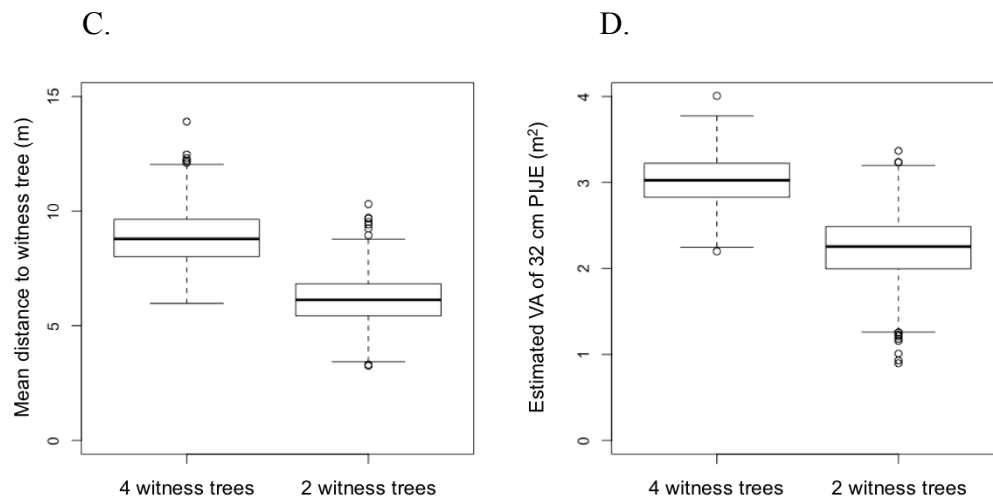 C.
Mean distance to witness tree (m)
15
10
5
0
4 witness trees 2 witness trees
D.
Estimated VA of 32 cm PIJE (m²)
4
3
2
1
0
4 witness trees 2 witness trees